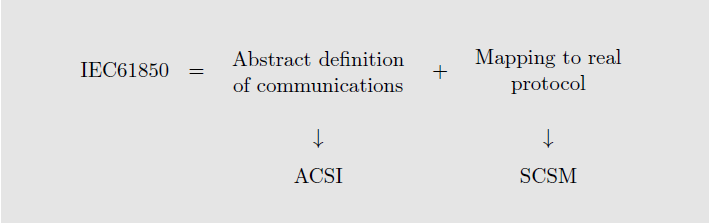 IEC61850 = Abstract definition of communications + Mapping to real protocol
↓ ↓
ACSI SCSM